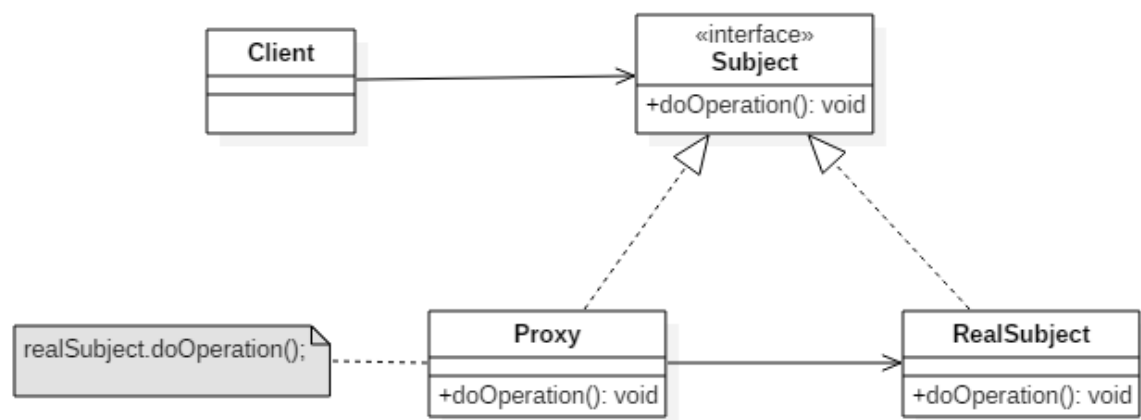 Client
«interface»
Subject
+doOperation(): void
realSubject.doOperation();
Proxy
+doOperation(): void
RealSubject
+doOperation(): void